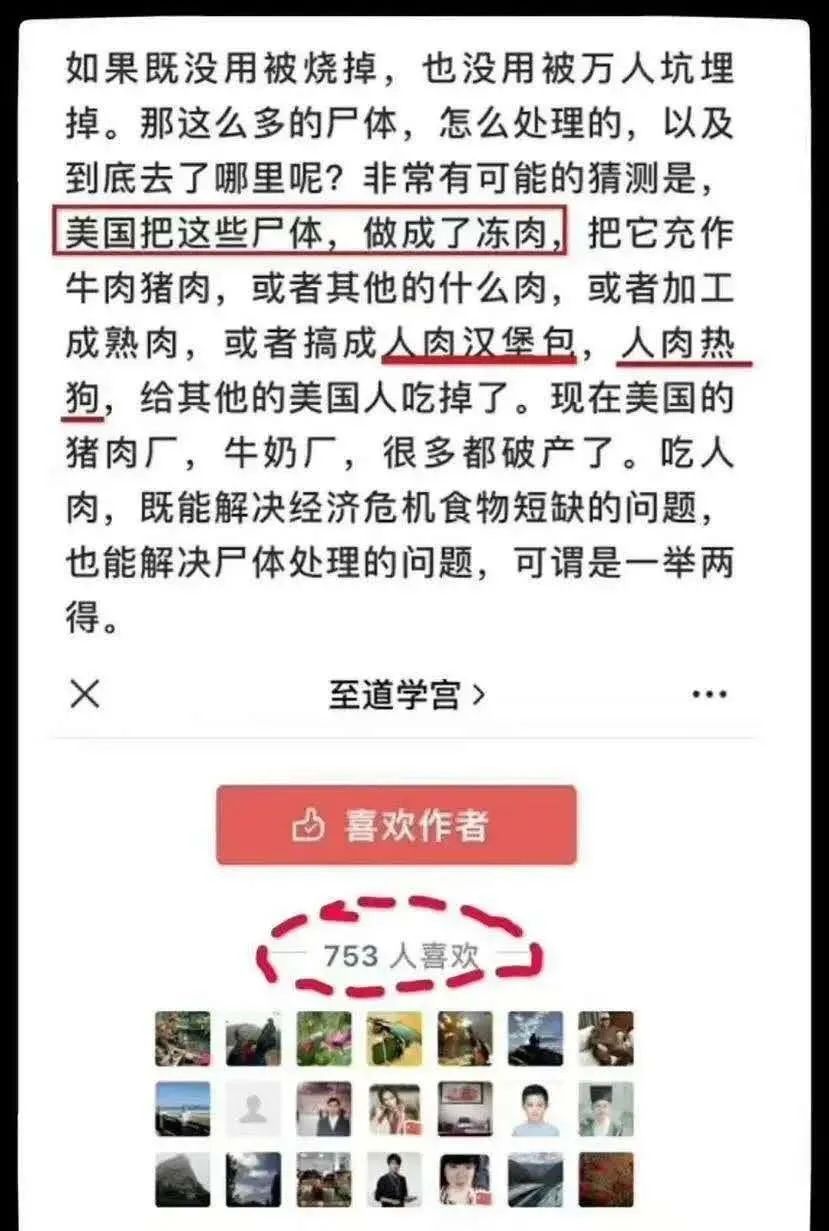 如果既没用被烧掉，也没用被万人坑埋
掉。那这么多的尸体，怎么处理的，以及
到底去了哪里呢？非常有可能的猜测是，
美国把这些尸体，做成了冻肉，把它充作
牛肉猪肉，或者其他的什么肉，或者加工
成熟肉，或者搞成人肉汉堡包，人肉热
狗，给其他的美国人吃掉了。现在美国的
猪肉厂，牛奶厂，很多都破产了。吃人
肉，既能解决经济危机食物短缺的问题，
也能解决尸体处理的问题，可谓是一举两
得。
至道学宫
喜欢作者
753 人喜欢